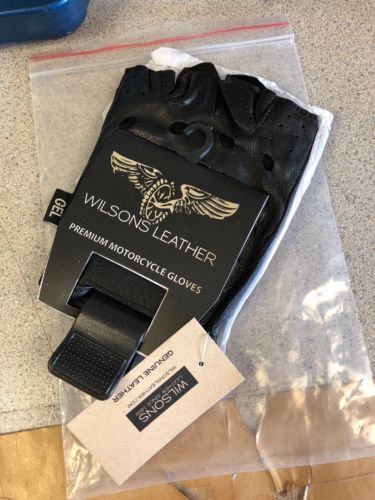 WILSONS LEATHER
PREMIUM MOTORCYCLE GLOVES
GEL
WILSONS
GENUINE LEATHER